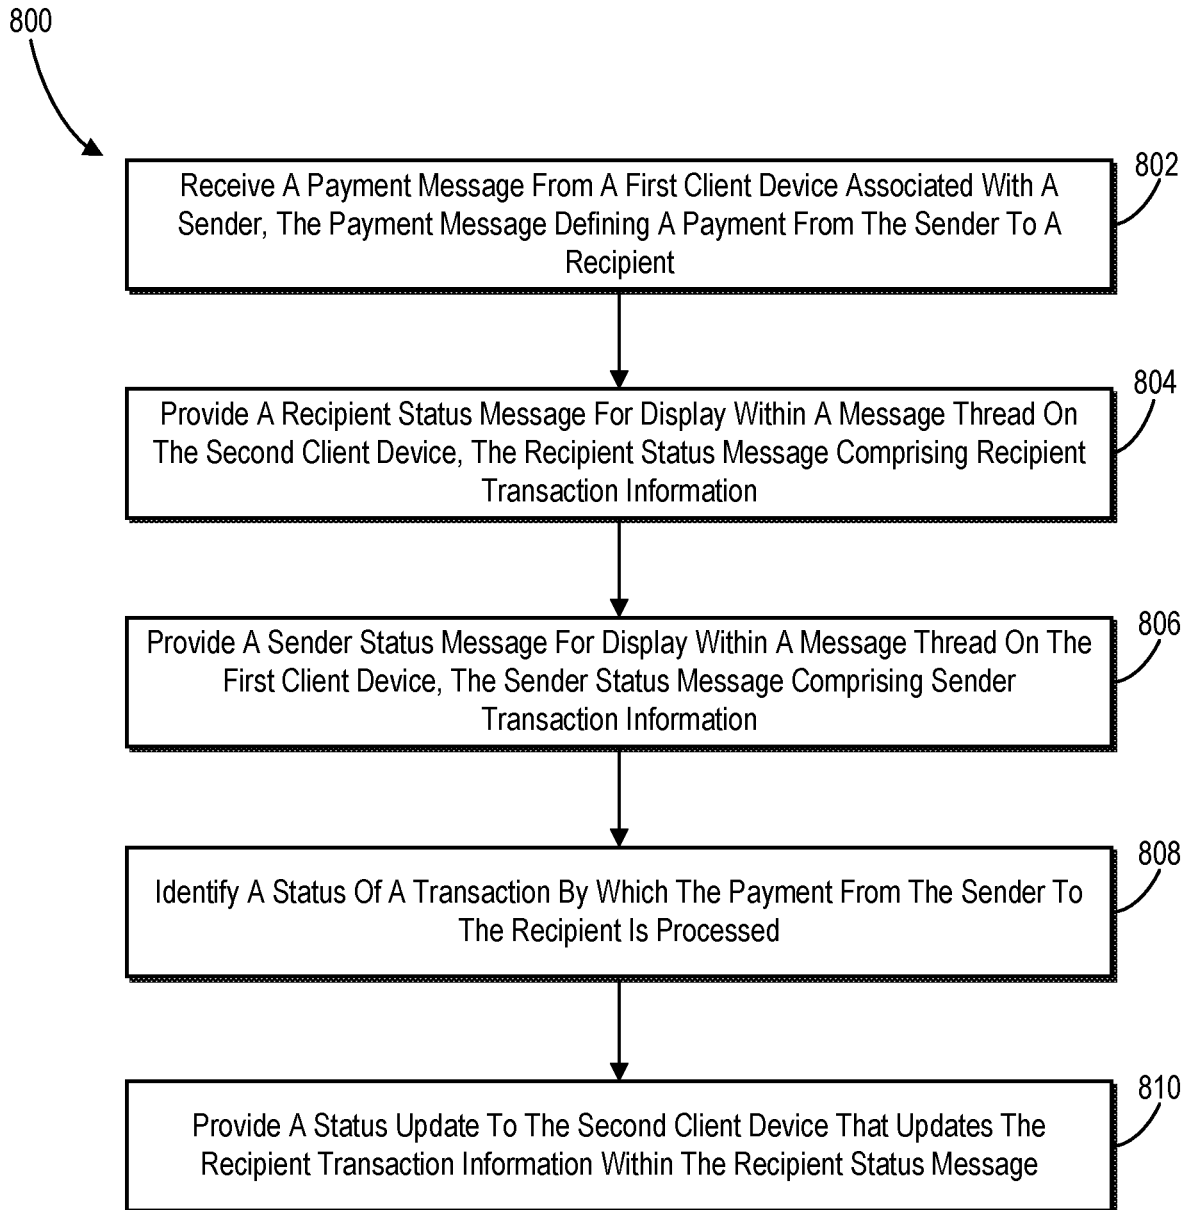 800
802
Receive A Payment Message From A First Client Device Associated With A
Sender, The Payment Message Defining A Payment From The Sender To A
Recipient
804
Provide A Recipient Status Message For Display Within A Message Thread On
The Second Client Device, The Recipient Status Message Comprising Recipient
Transaction Information
806
Provide A Sender Status Message For Display Within A Message Thread On The
First Client Device, The Sender Status Message Comprising Sender
Transaction Information
808
Identify A Status Of A Transaction By Which The Payment From The Sender To
The Recipient Is Processed
810
Provide A Status Update To The Second Client Device That Updates The
Recipient Transaction Information Within The Recipient Status Message